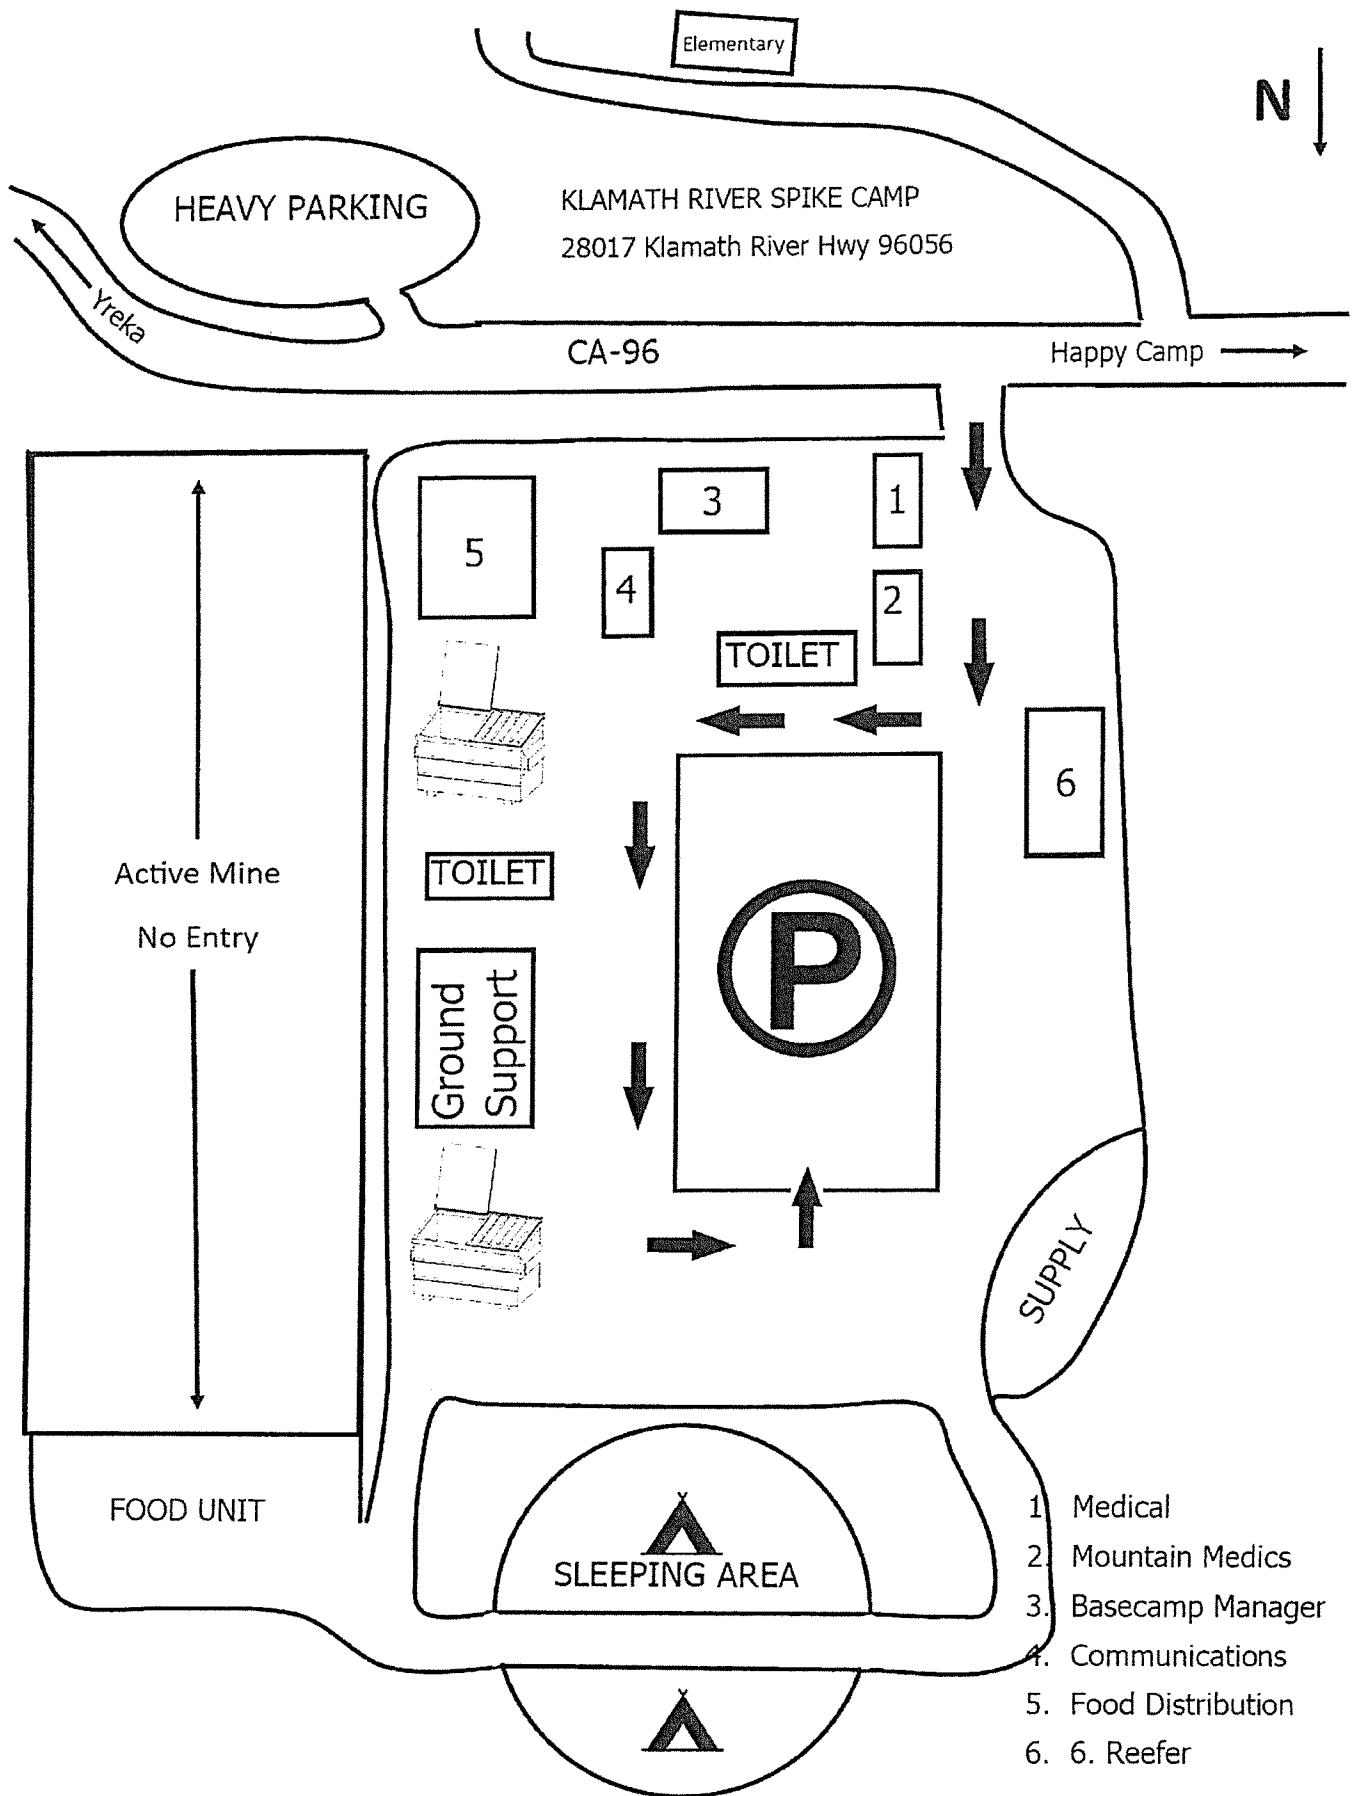 Elementary
N
HEAVY PARKING
KLAMATH RIVER SPIKE CAMP
28017 Klamath River Hwy 96056
Yreka
CA-96
Happy Camp
1
2
3
4
5
TOILET
6
Active Mine
No Entry
TOILET
P
Ground
Support
SUPPLY
FOOD UNIT
SLEEPING AREA
1. Medical
2. Mountain Medics
3. Basecamp Manager
4. Communications
5. Food Distribution
6. 6. Reefer